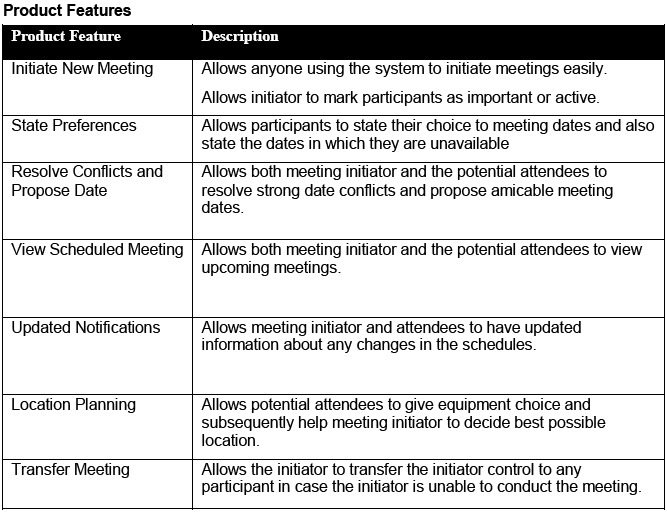 Product Features
Product Feature Description
Initiate New Meeting Allows anyone using the system to initiate meetings easily.
Allows initiator to mark participants as important or active.
State Preferences Allows participants to state their choice to meeting dates and also
state the dates in which they are unavailable
Resolve Conflicts and Allows both meeting initiator and the potential attendees to
Propose Date resolve strong date conflicts and propose amicable meeting
dates.
View Scheduled Meeting Allows both meeting initiator and the potential attendees to view
upcoming meetings.
Updated Notifications Allows meeting initiator and attendees to have updated
information about any changes in the schedules.
Location Planning Allows potential attendees to give equipment choice and
subsequently help meeting initiator to decide best possible
location.
Transfer Meeting Allows the initiator to transfer the initiator control to any
participant in case the initiator is unable to conduct the meeting.